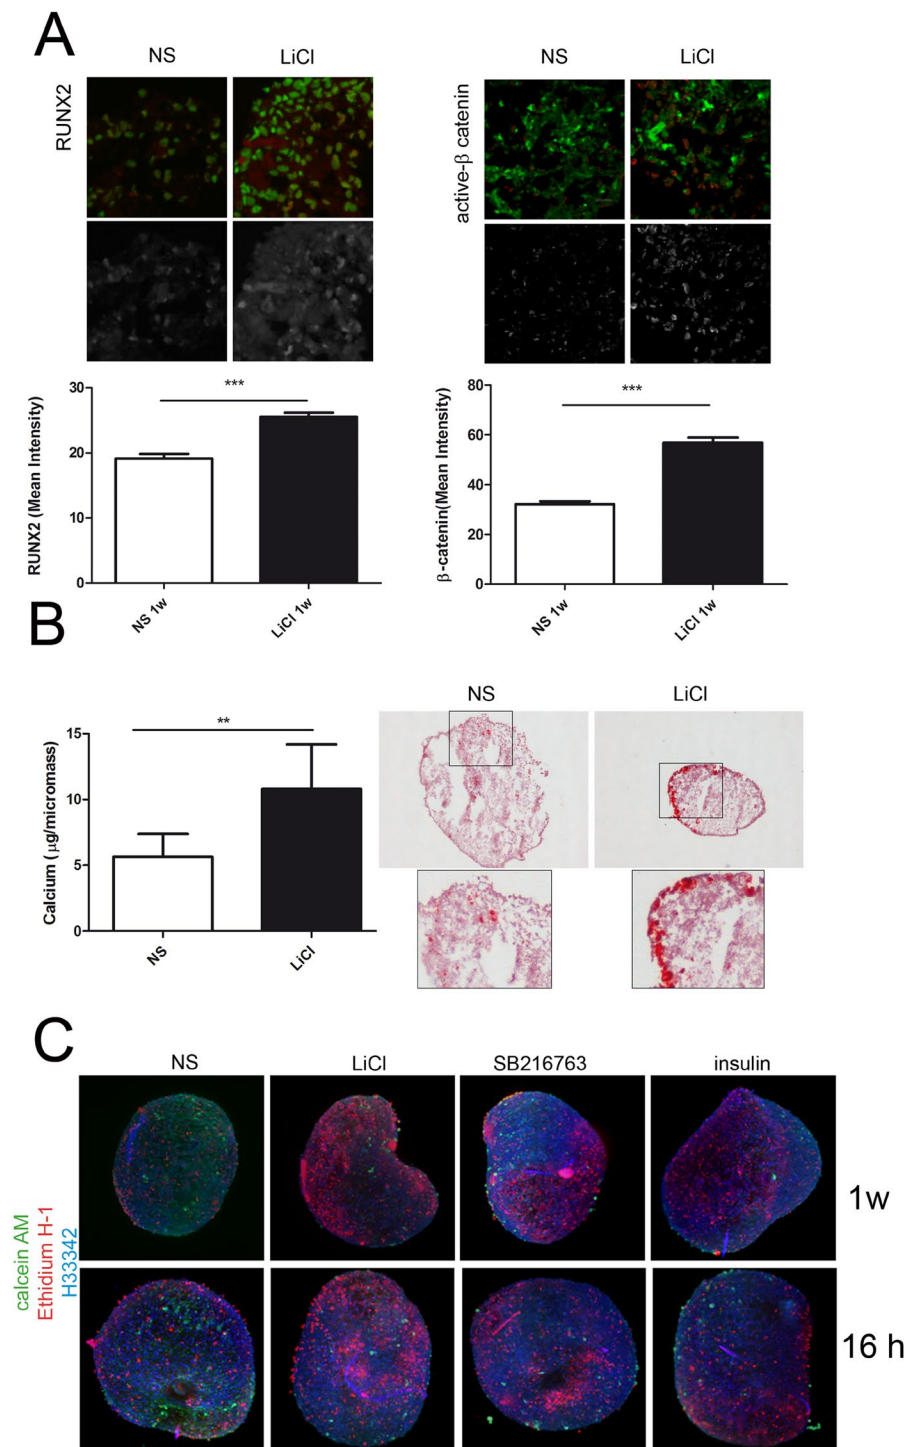 A
NS LiCl
RUNX2
NS LiCl
active-β catenin
RUNX2 (Mean Intensity)
30
20
10
0
***
NS 1w
LiCl 1w
β-catenin(Mean Intensity)
80
60
40
20
0
***
NS 1w
LiCl 1w
B
Calcium (μg/micromass)
15
10
5
0
**
NS
LiCl
NS LiCl
C
NS LiCl SB216763 insulin
calcein AM
Ethidium H-1
H33342
1w
16 h